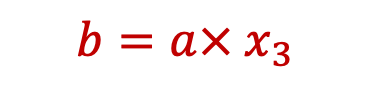 b = a× x₃